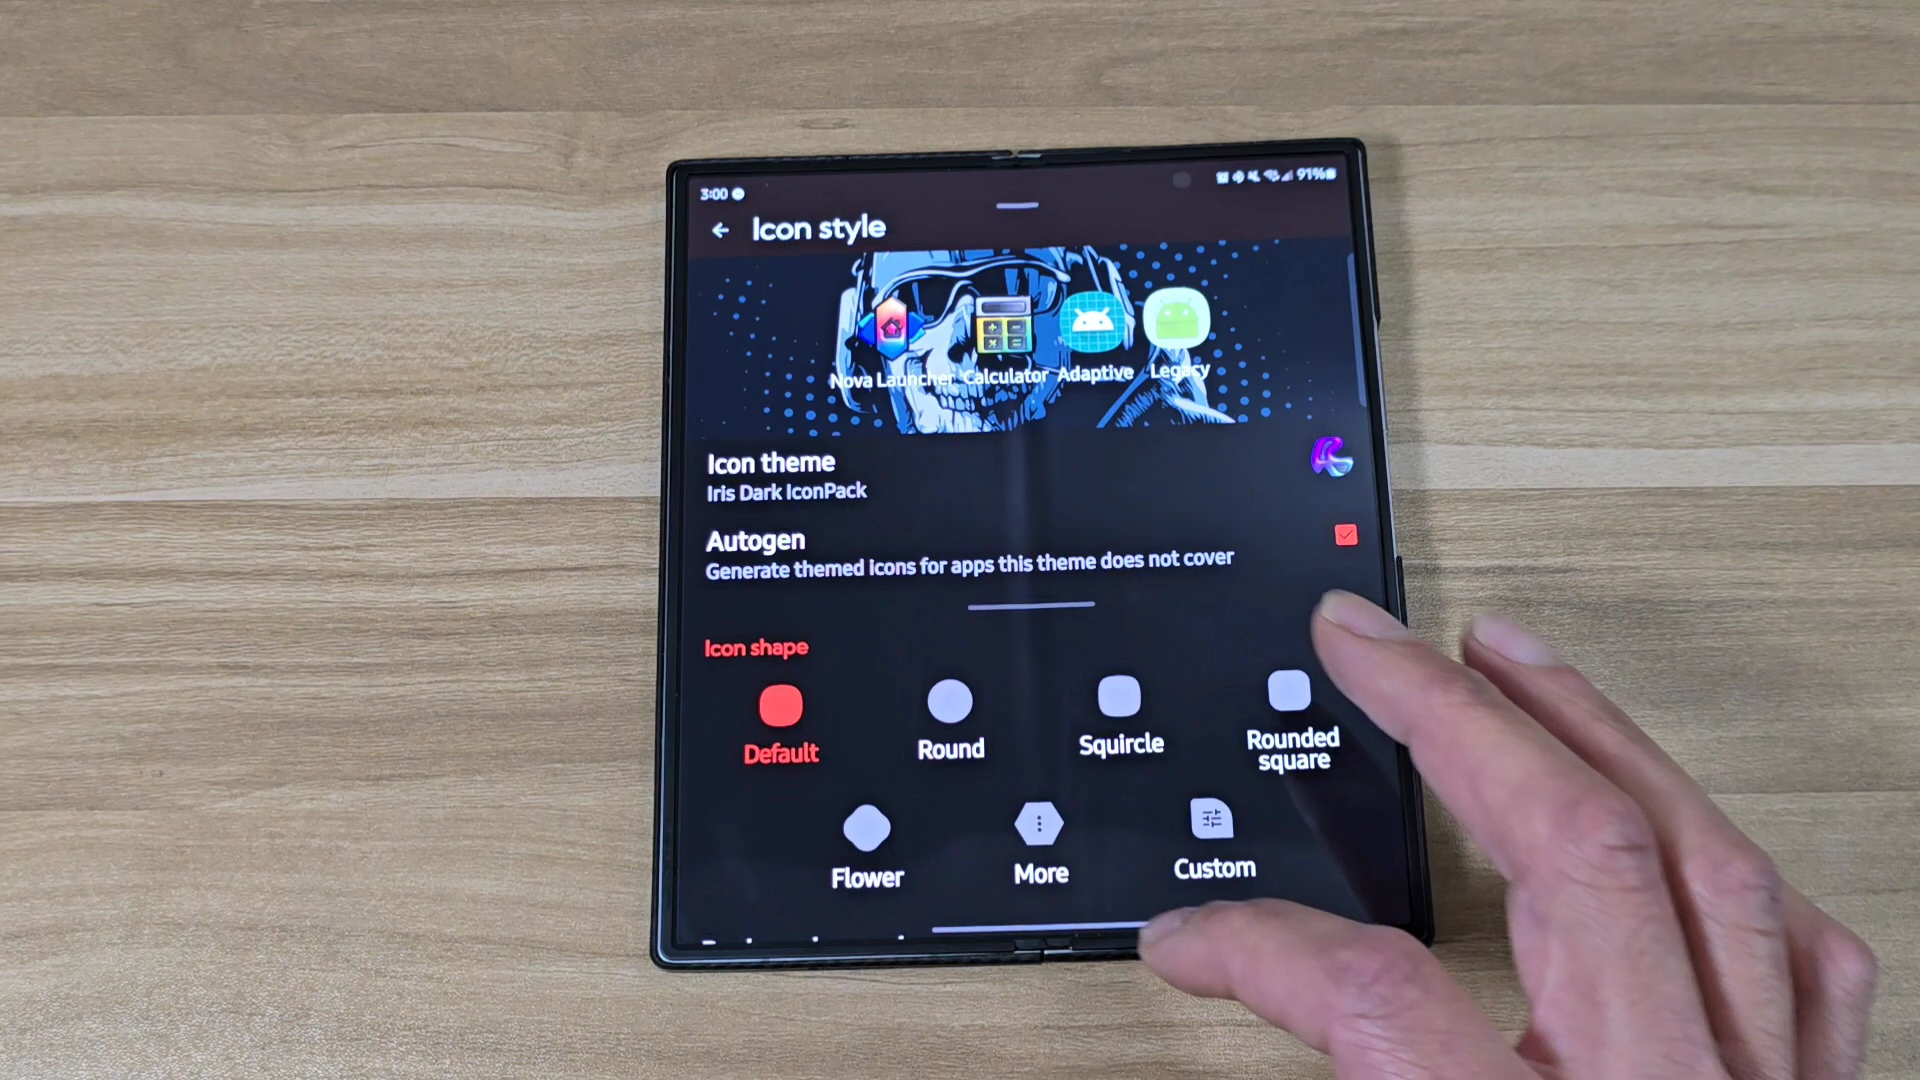 3:00
91%
Icon style
Nova Launcher Calculator Adaptive Legacy
Icon theme
Iris Dark IconPack
Autogen
Generate themed icons for apps this theme does not cover
Icon shape
Default
Round
Squircle
Rounded
square
Flower
More
Custom